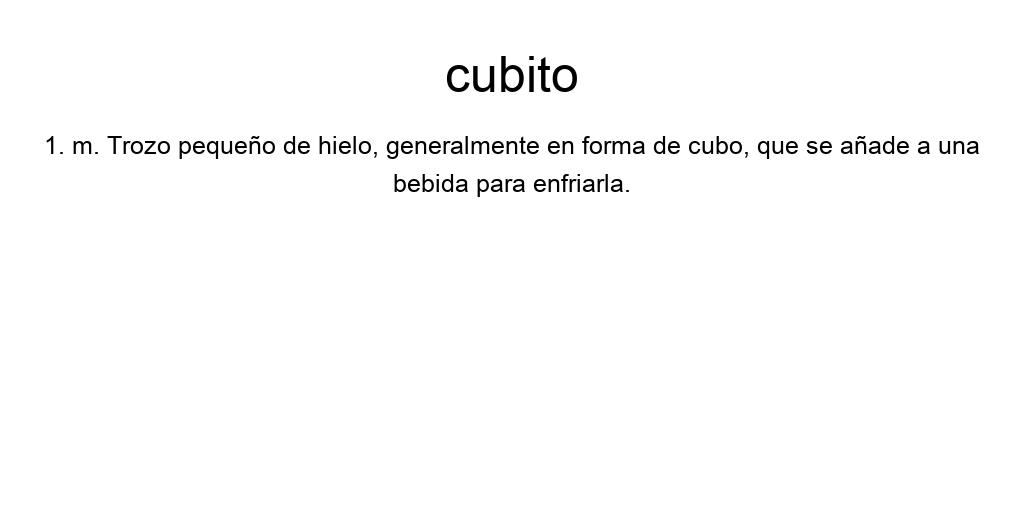 cubito
1. m. Trozo pequeño de hielo, generalmente en forma de cubo, que se añade a una
bebida para enfriarla.